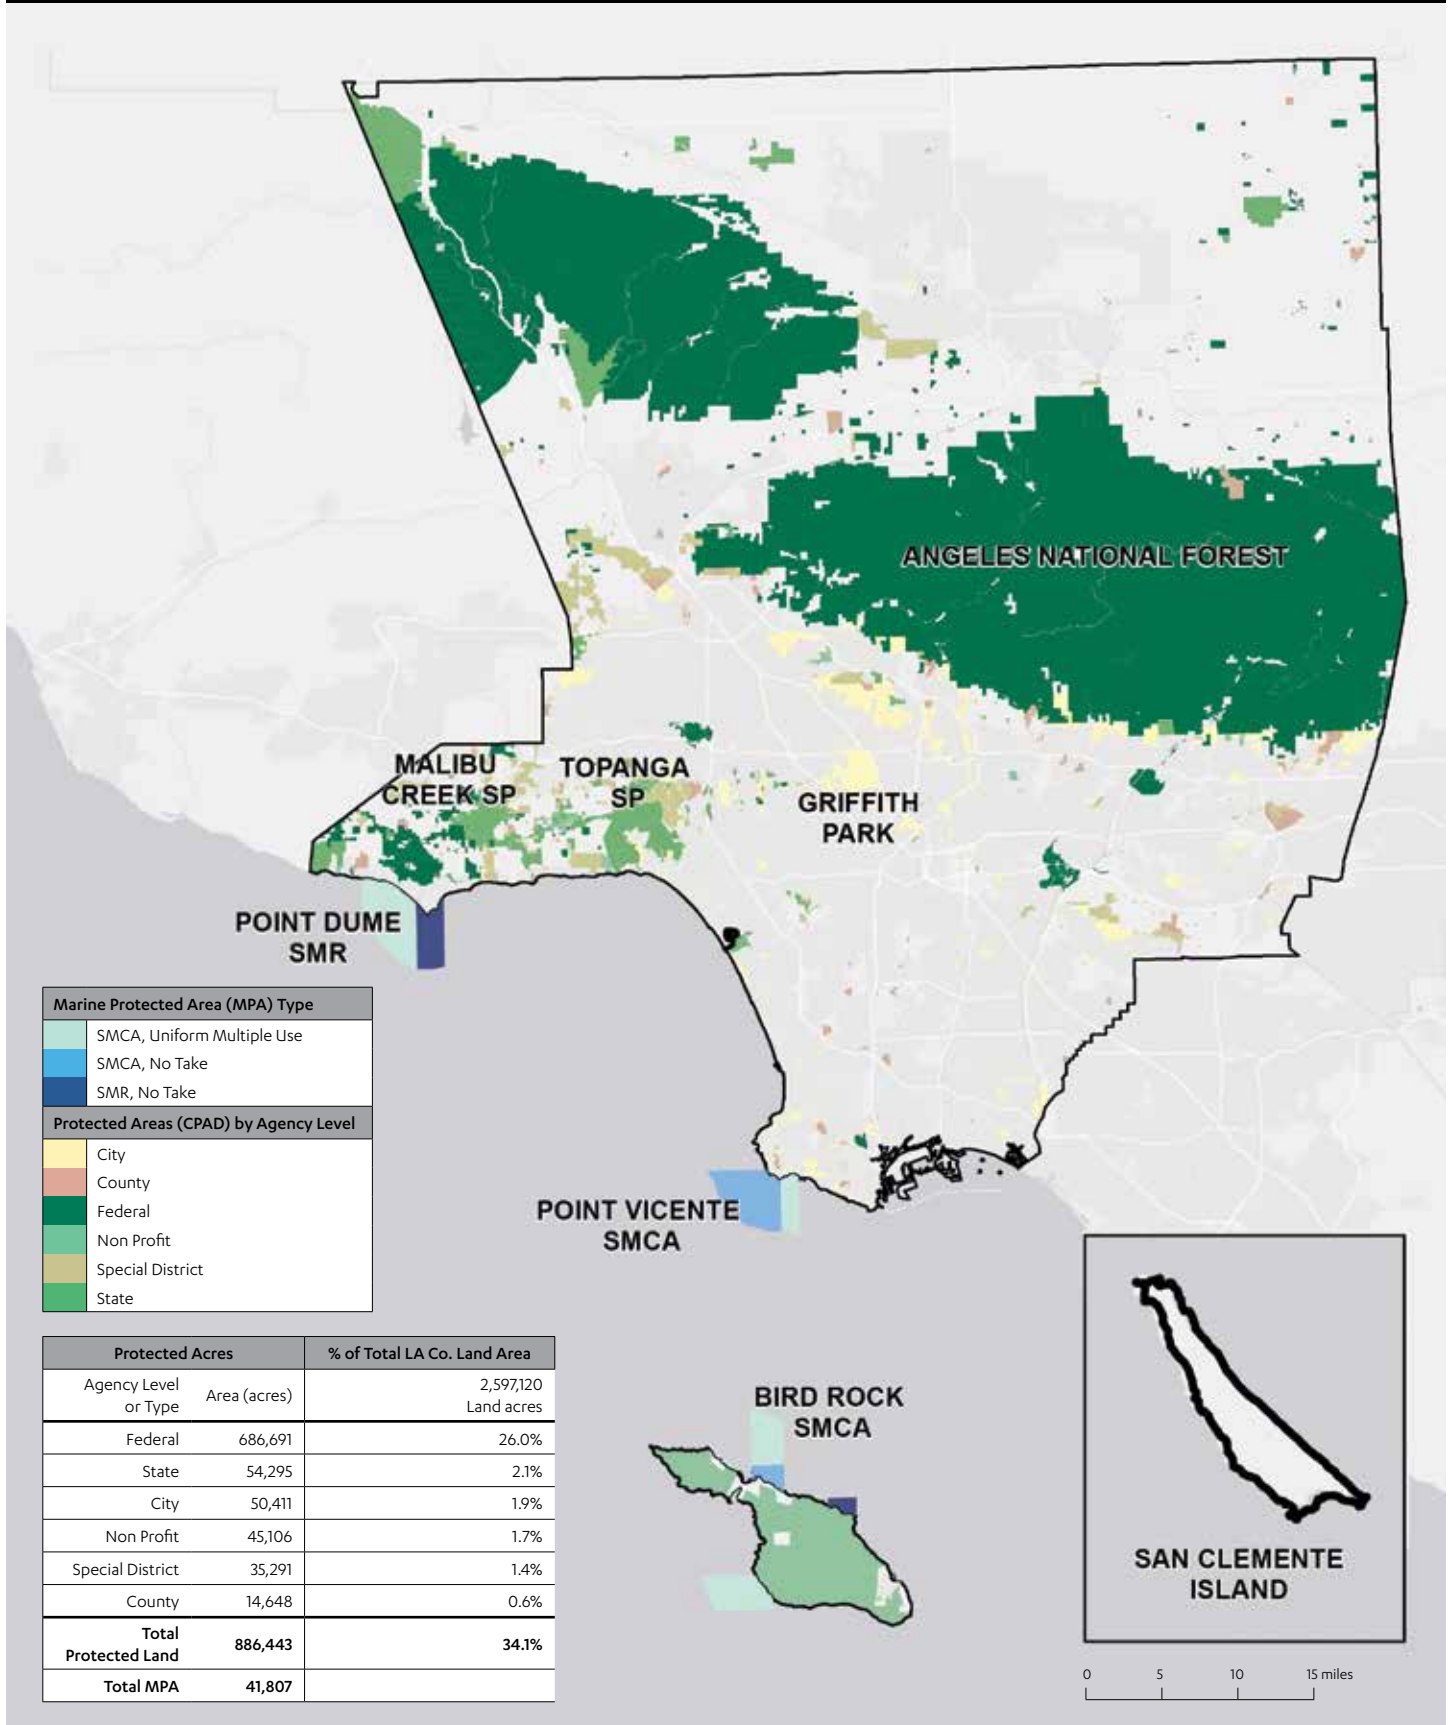 ANGELES NATIONAL FOREST
MALIBU
CREEK SP
TOPANGA
SP
GRIFFITH
PARK
POINT DUME
SMR
Marine Protected Area (MPA) Type
SMCA, Uniform Multiple Use
SMCA, No Take
SMR, No Take
Protected Areas (CPAD) by Agency Level
City
County
Federal
Non Profit
Special District
State
POINT VICENTE
SMCA
BIRD ROCK
SMCA
SAN CLEMENTE
ISLAND
0 5 10 15 miles
Protected Acres % of Total LA Co. Land Area
Agency Level
or Type
Area (acres)
2,597,120
Land acres
Federal 686,691 26.0%
State 54,295 2.1%
City 50,411 1.9%
Non Profit 45,106 1.7%
Special District 35,291 1.4%
County 14,648 0.6%
Total
Protected Land
886,443 34.1%
Total MPA 41,807